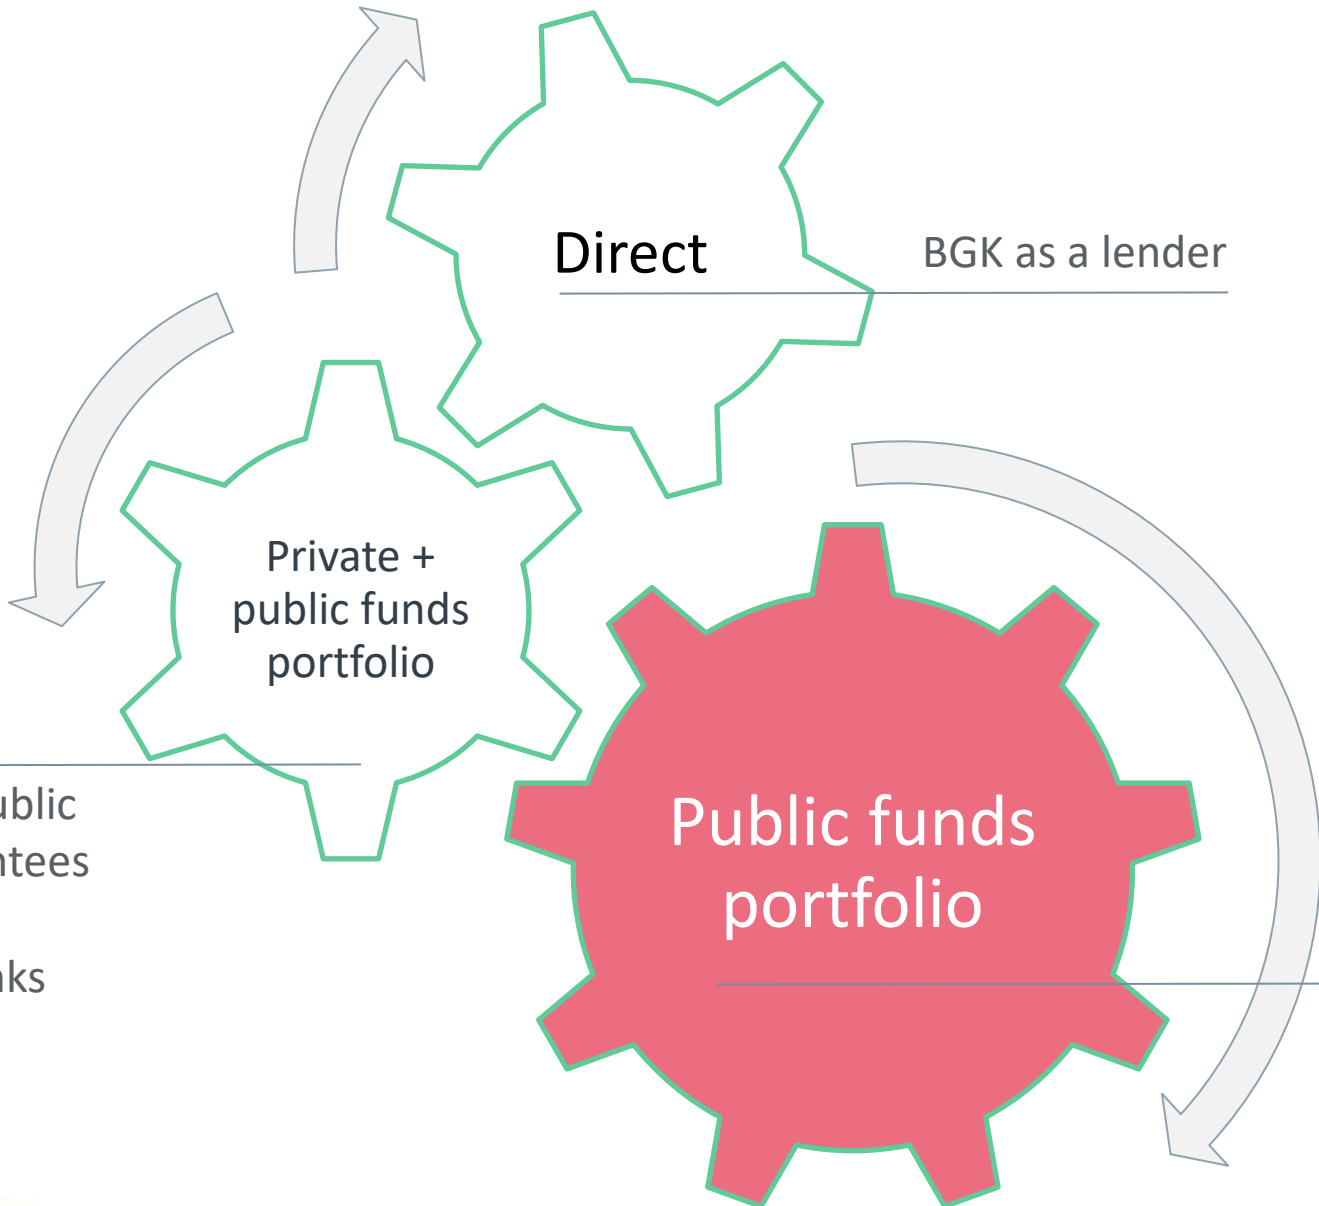 Direct
BGK as a lender
Private +
public funds
portfolio
Public funds
portfolio